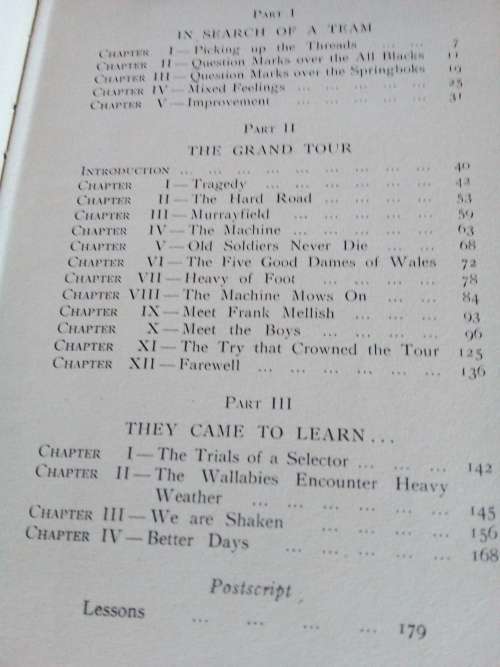 PART I
IN SEARCH OF A TEAM
CHAPTER I—Picking up the Threads ... ... 7
CHAPTER II—Question Marks over the All Blacks 11
CHAPTER III—Question Marks over the Springboks 19
CHAPTER IV—Mixed Feelings ... ... ... ... 25
CHAPTER V—Improvement ... ... ... ... 31
PART II
THE GRAND TOUR
INTRODUCTION ... ... ... ... ... ... ... 40
CHAPTER I—Tragedy ... ... ... ... ... 42
CHAPTER II—The Hard Road ... ... ... ... 53
CHAPTER III—Murrayfield ... ... ... ... 59
CHAPTER IV—The Machine ... ... ... ... 63
CHAPTER V—Old Soldiers Never Die ... ... 68
CHAPTER VI—The Five Good Dames of Wales 72
CHAPTER VII—Heavy of Foot ... ... ... ... 78
CHAPTER VIII—The Machine Mows On ... ... 84
CHAPTER IX—Meet Frank Mellish ... ... ... 93
CHAPTER X—Meet the Boys ... ... ... ... 96
CHAPTER XI—The Try that Crowned the Tour 125
CHAPTER XII—Farewell ... ... ... ... ... 136
PART III
THEY CAME TO LEARN...
CHAPTER I—The Trials of a Selector ... ... ... 142
CHAPTER II—The Wallabies Encounter Heavy
Weather ... ... ... ... ... ... 145
CHAPTER III—We are Shaken ... ... ... ... 156
CHAPTER IV—Better Days ... ... ... ... ... 168
Postscript
Lessons ... ... ... ... 179